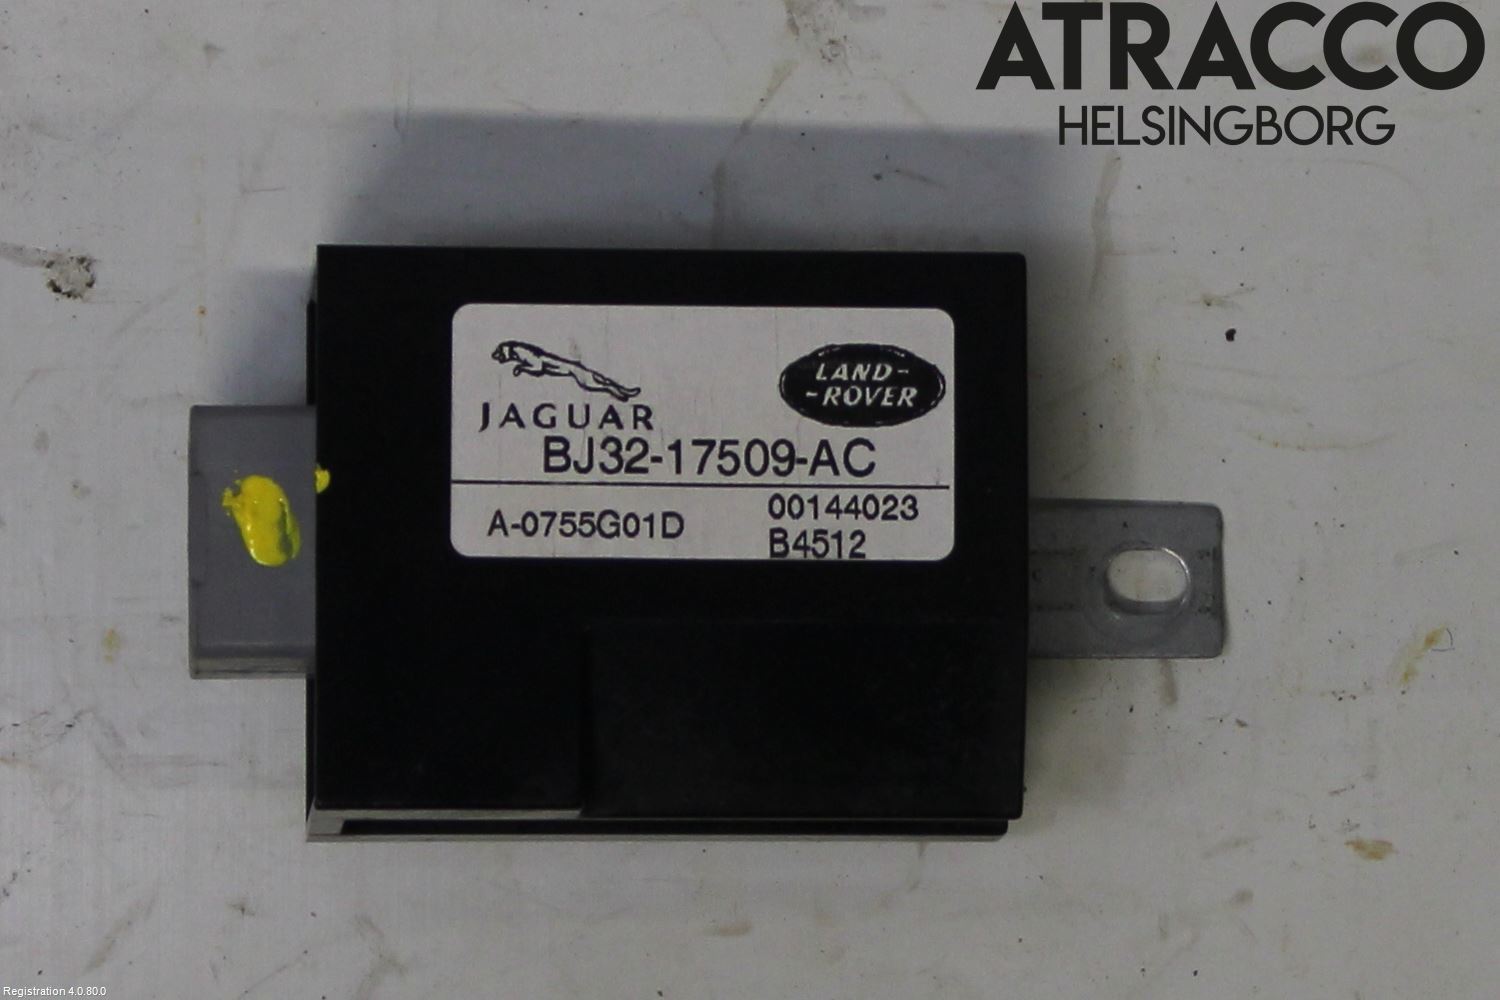 ATRACCO
HELSINGBORG
JAGUAR
LAND-
-ROVER
BJ32-17509-AC
A-0755G01D
00144023
B4512
Registration 4.0.80.0